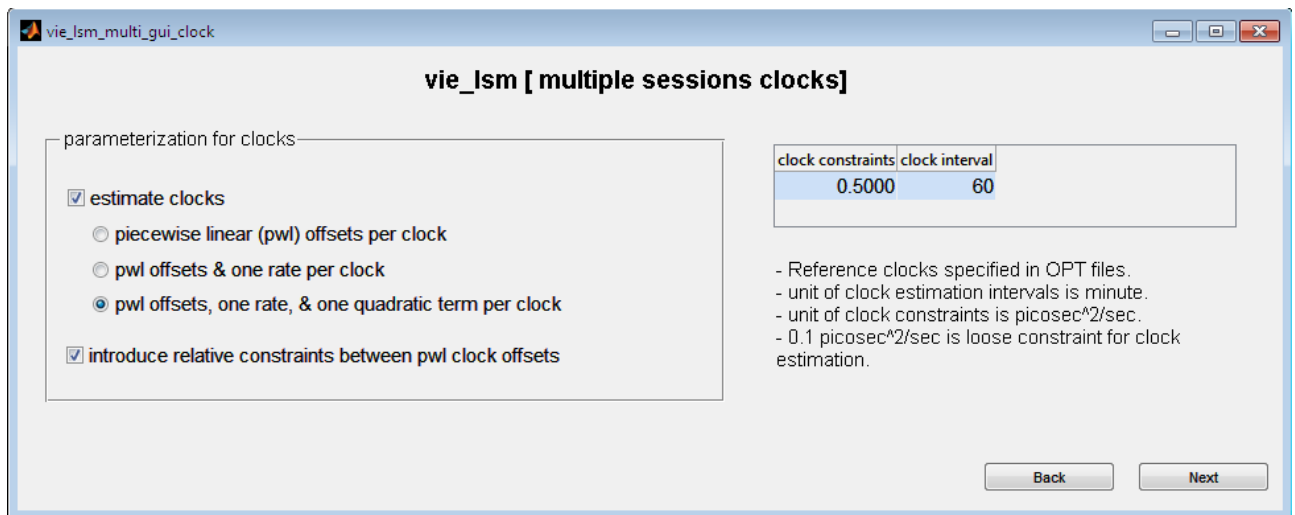 vie_lsm_multi_gui_clock
vie_lsm [ multiple sessions clocks]
parameterization for clocks
estimate clocks
piecewise linear (pwl) offsets per clock
pwl offsets & one rate per clock
pwl offsets, one rate, & one quadratic term per clock
introduce relative constraints between pwl clock offsets
clock constraints clock interval
0.5000 60
- Reference clocks specified in OPT files.
- unit of clock estimation intervals is minute.
- unit of clock constraints is picosec^2/sec.
- 0.1 picosec^2/sec is loose constraint for clock
estimation.
Back Next